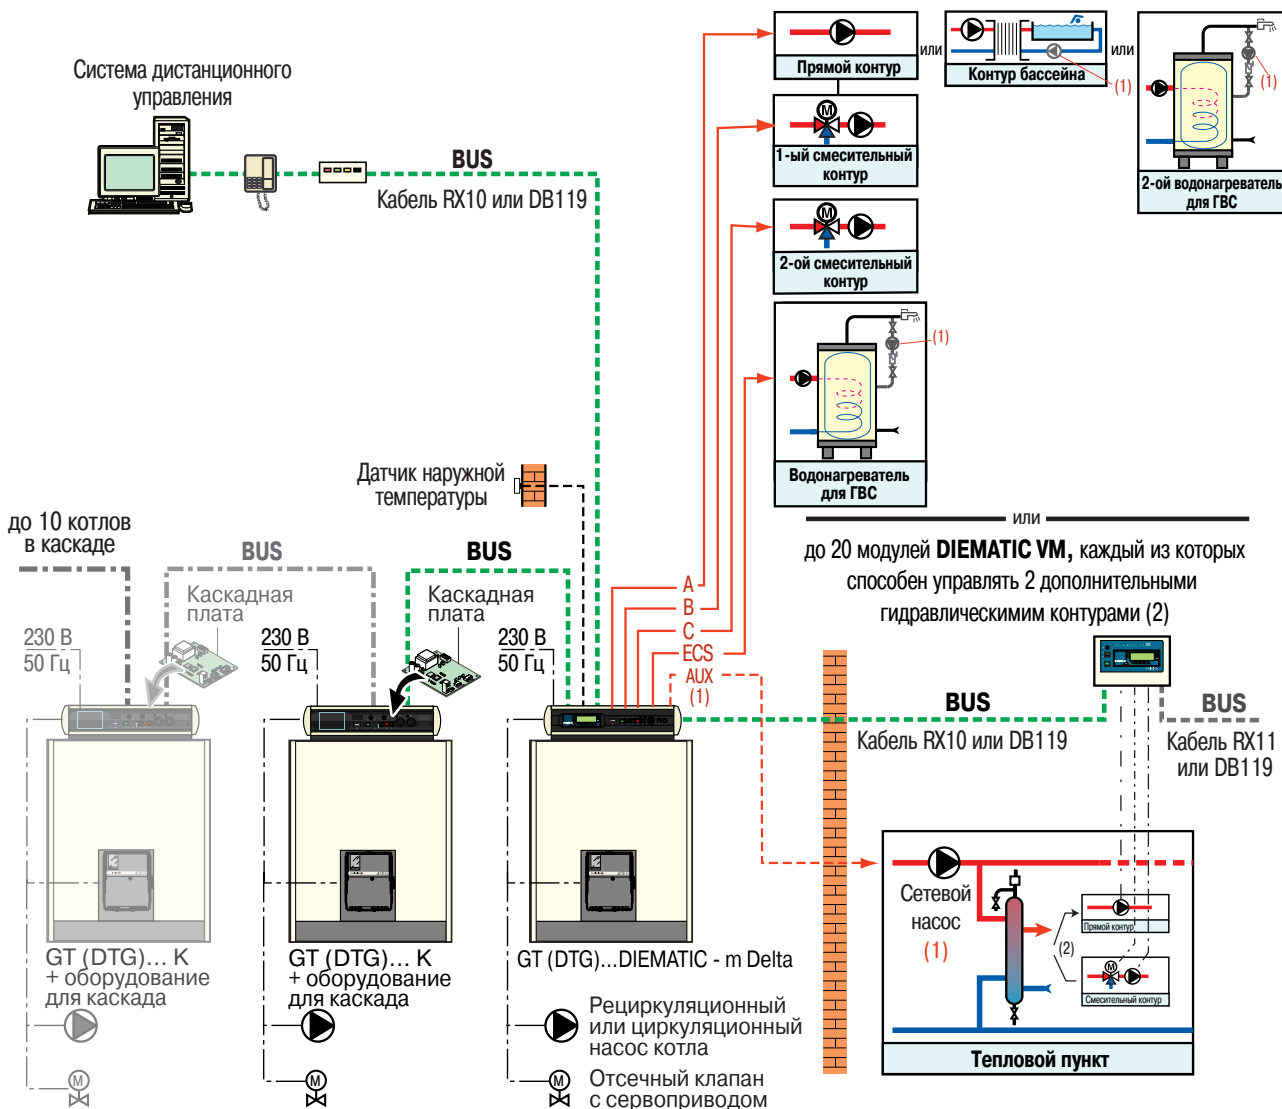 Система дистанционного
управления
BUS
Кабель RX10 или DB119
Прямой контур
или
Контур бассейна
(1)
или
(1)
2-ой водонагреватель
для ГВС
M
1-ый смесительный
контур
M
2-ой смесительный
контур
(1)
Водонагреватель
для ГВС
Датчик наружной
температуры
до 10 котлов
в каскаде
BUS
BUS
Каскадная
плата
Каскадная
плата
230 В
50 Гц
230 В
50 Гц
230 В
50 Гц
A
B
C
ECS
AUX
(1)
или
до 20 модулей DIEMATIC VM, каждый из которых
способен управлять 2 дополнительными
гидравлическимим контурами (2)
BUS
Кабель RX10 или DB119
BUS
Кабель RX11
или DB119
Сетевой
насос
(1)
(2)
Прямой контур
M
Смесительный контур
Тепловой пункт
GT (DTG)... K
+ оборудование
для каскада
GT (DTG)... K
+ оборудование
для каскада
GT (DTG)...DIEMATIC - m Delta
Рециркуляционный
или циркуляционный
насос котла
M
M
M
Отсечный клапан
с сервоприводом